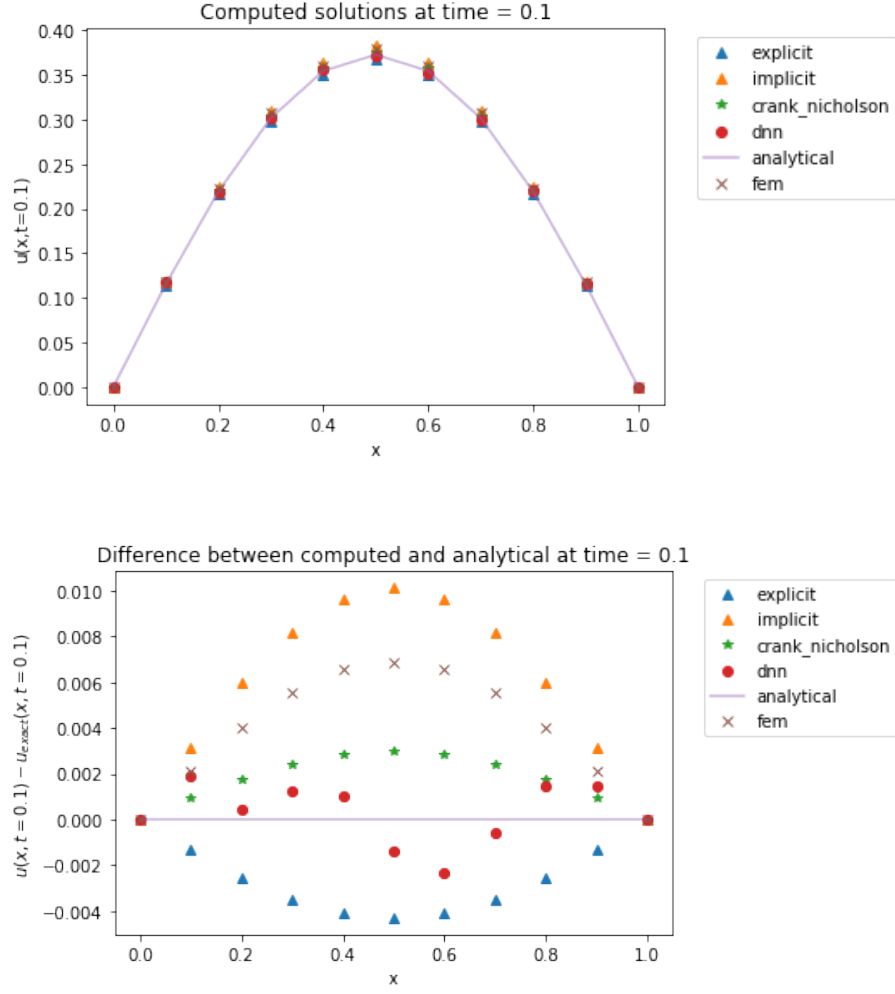 Computed solutions at time = 0.1
0.40
0.35
0.30
0.25
0.20
0.15
0.10
0.05
0.00
u(x,t=0.1)
0.0 0.2 0.4 0.6 0.8 1.0
x
explicit
implicit
crank_nicholson
dnn
analytical
fem
Difference between computed and analytical at time = 0.1
0.010
0.008
0.006
0.004
0.002
0.000
−0.002
−0.004
u(x, t = 0.1) − u_{exact}(x, t = 0.1)
0.0 0.2 0.4 0.6 0.8 1.0
x
explicit
implicit
crank_nicholson
dnn
analytical
fem